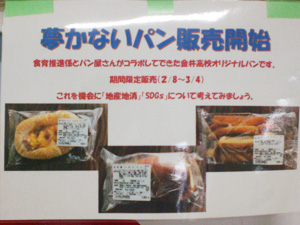 夢かないパン販売開始
食育推進係とパン屋さんがコラボしてできた金井高校オリジナルパンです。
期間限定販売(2/8~3/4)
これを機会に「地産地消」「SDGs」について考えてみましょう。